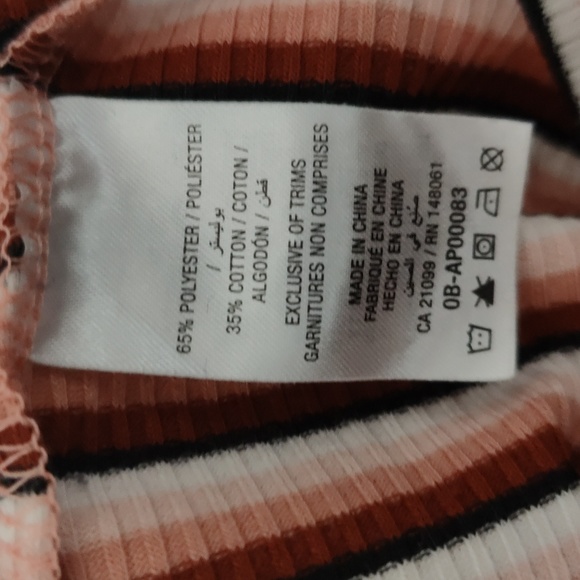 65% POLYESTER / POLIÉSTER
/ بوليستر
35% COTTON / COTON /
ALGODÓN / قطن
EXCLUSIVE OF TRIMS
GARNITURES NON COMPRISES
MADE IN CHINA
FABRIQUÉ EN CHINE
HECHO EN CHINA
صنع في الصين
CA 21099 / RN 148061
0B-AP00083